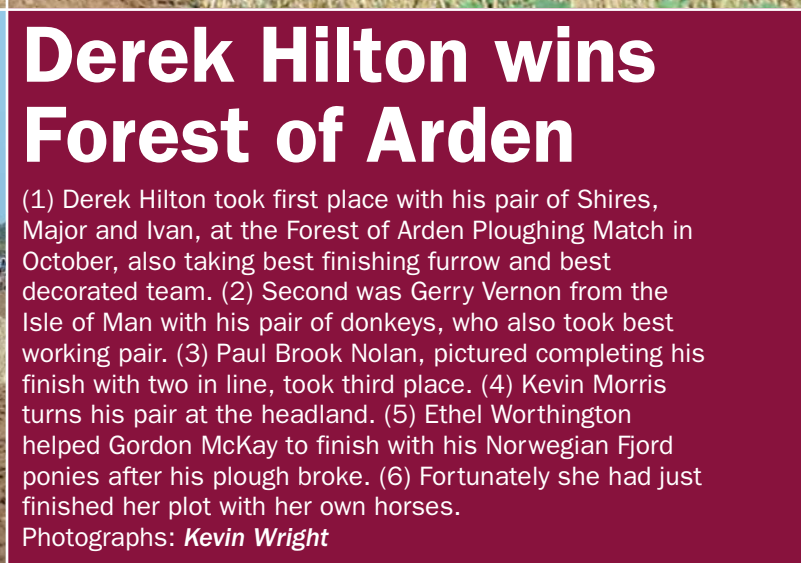 Derek Hilton wins
Forest of Arden
(1) Derek Hilton took first place with his pair of Shires,
Major and Ivan, at the Forest of Arden Ploughing Match in
October, also taking best finishing furrow and best
decorated team. (2) Second was Gerry Vernon from the
Isle of Man with his pair of donkeys, who also took best
working pair. (3) Paul Brook Nolan, pictured completing his
finish with two in line, took third place. (4) Kevin Morris
turns his pair at the headland. (5) Ethel Worthington
helped Gordon McKay to finish with his Norwegian Fjord
ponies after his plough broke. (6) Fortunately she had just
finished her plot with her own horses.
Photographs: Kevin Wright